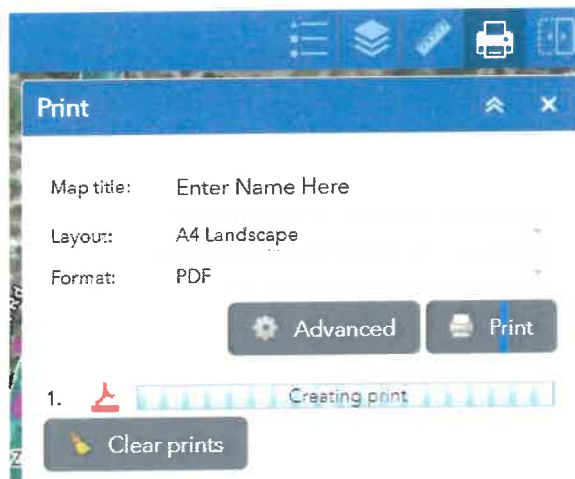 Print
Map title: Enter Name Here
Layout: A4 Landscape
Format: PDF
Advanced Print
1. Creating print
Clear prints
Z